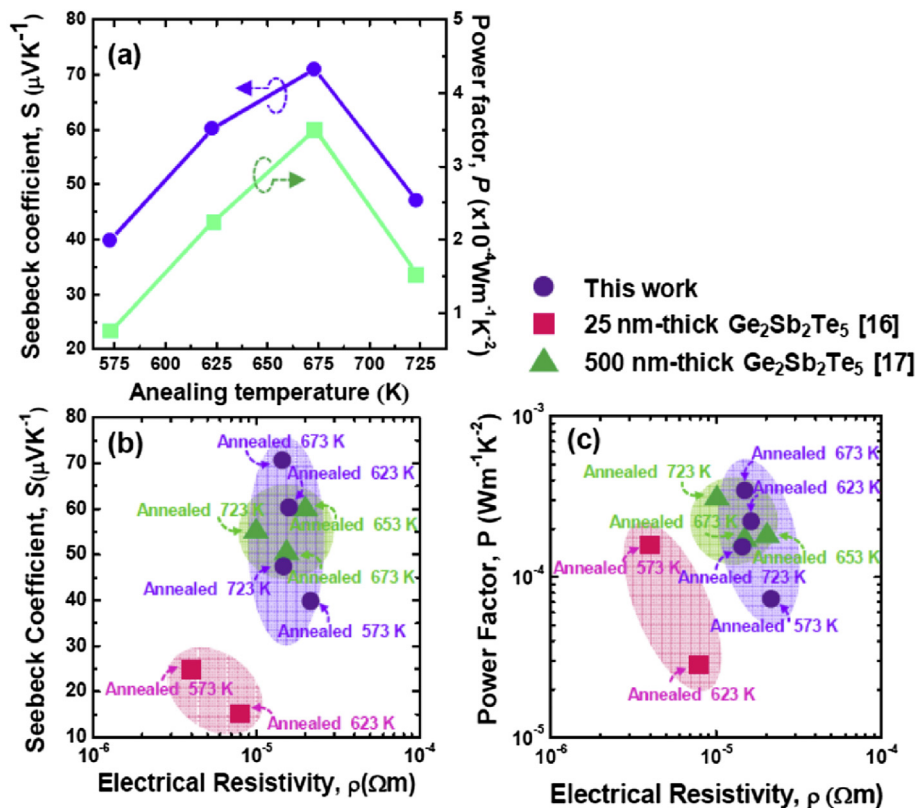 (a)
Seebeck coefficient, S (μVK⁻¹)
80
70
60
50
40
30
20
5
4
3
2
1
Power factor, P (x10⁻⁴Wm⁻¹K⁻²)
575 600 625 650 675 700 725
Anealing temperature (K)
This work
25 nm-thick Ge₂Sb₂Te₅ [16]
500 nm-thick Ge₂Sb₂Te₅ [17]
(b)
Seebeck Coefficient, S(μVK⁻¹)
80
70
60
50
40
30
20
10
Annealed 673 K
Annealed 623 K
Annealed 723 K
Annealed 653 K
Annealed 673 K
Annealed 723 K
Annealed 573 K
Annealed 573 K
Annealed 623 K
10⁻⁶ 10⁻⁵ 10⁻⁴
Electrical Resistivity, ρ(Ωm)
(c)
Power Factor, P (Wm⁻¹K⁻²)
10⁻³
10⁻⁴
10⁻⁵
Annealed 673 K
Annealed 723 K
Annealed 623 K
Annealed 673 K
Annealed 573 K
Annealed 653 K
Annealed 723 K
Annealed 573 K
Annealed 623 K
10⁻⁶ 10⁻⁵ 10⁻⁴
Electrical Resistivity, ρ (Ωm)